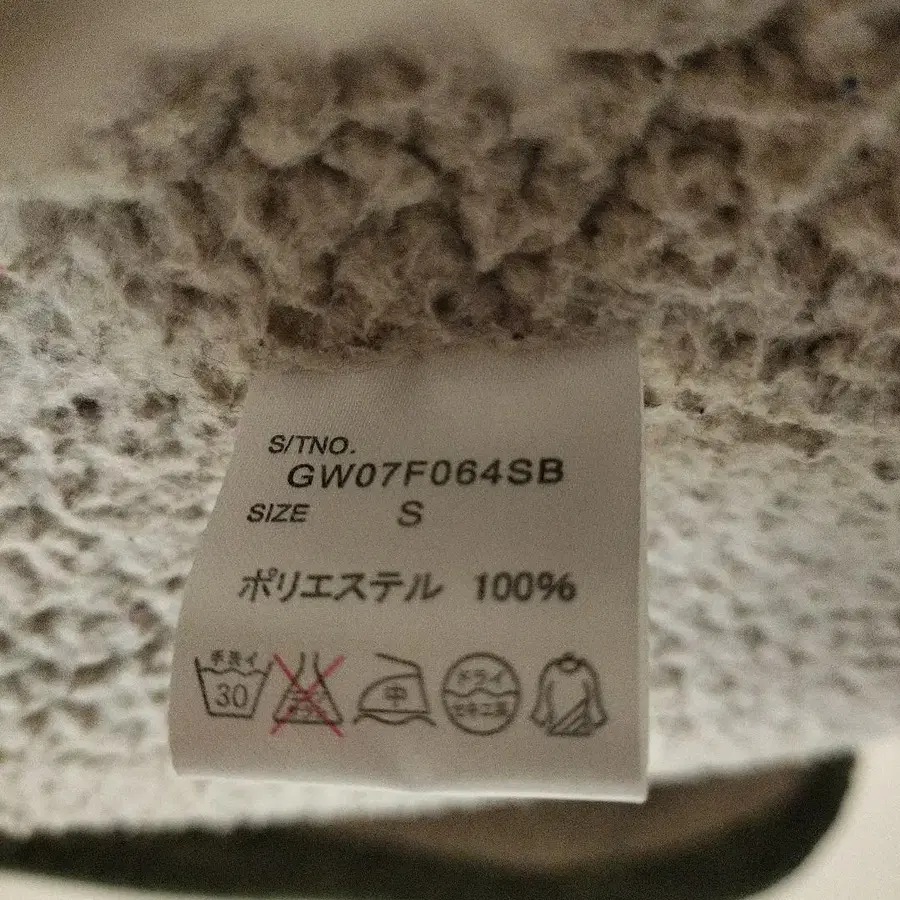 S/TNO.
GW07F064SB
SIZE S
ポリエステル 100%
手洗イ
30
中
ドライ
セキユ系